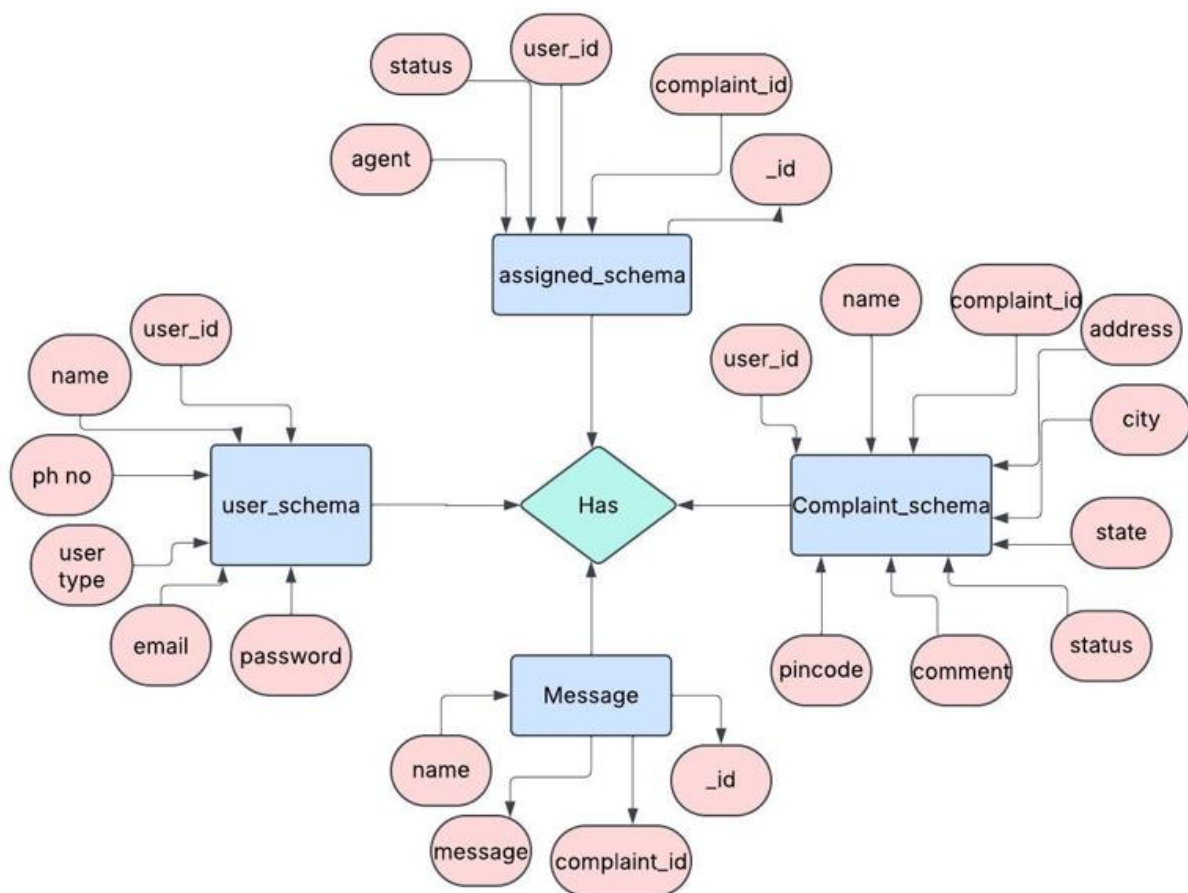 user_id
status
complaint_id
agent
_id
assigned_schema
name
complaint_id
user_id
address
user_id
name
city
ph no
user_schema
Has
Complaint_schema
state
user
type
email
password
Message
pincode
comment
status
name
_id
message
complaint_id